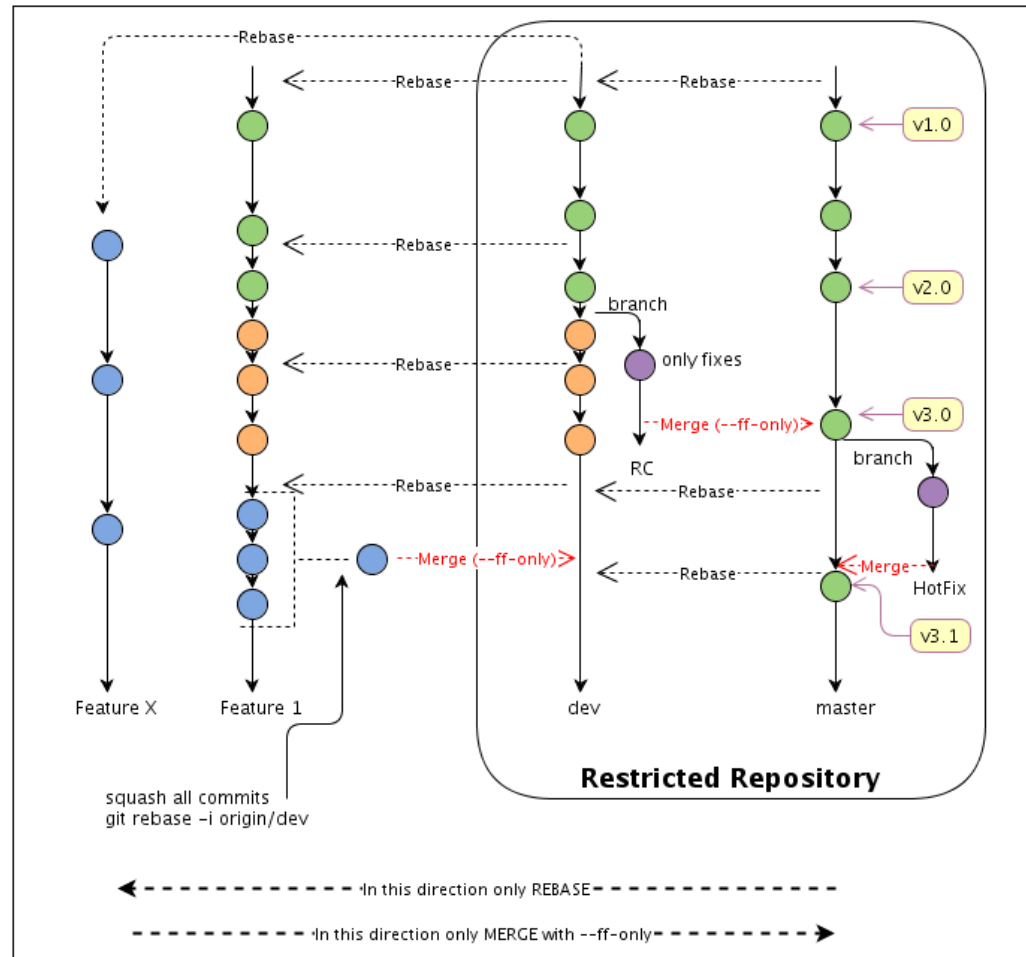 Rebase
Rebase
Rebase
v1.0
Rebase
v2.0
branch
only fixes
Rebase
v3.0
Merge (--ff-only)
branch
RC
Rebase
Rebase
Merge (--ff-only)
Rebase
Merge
HotFix
v3.1
Feature X
Feature 1
dev
master
Restricted Repository
squash all commits
git rebase -i origin/dev
In this direction only REBASE
In this direction only MERGE with --ff-only